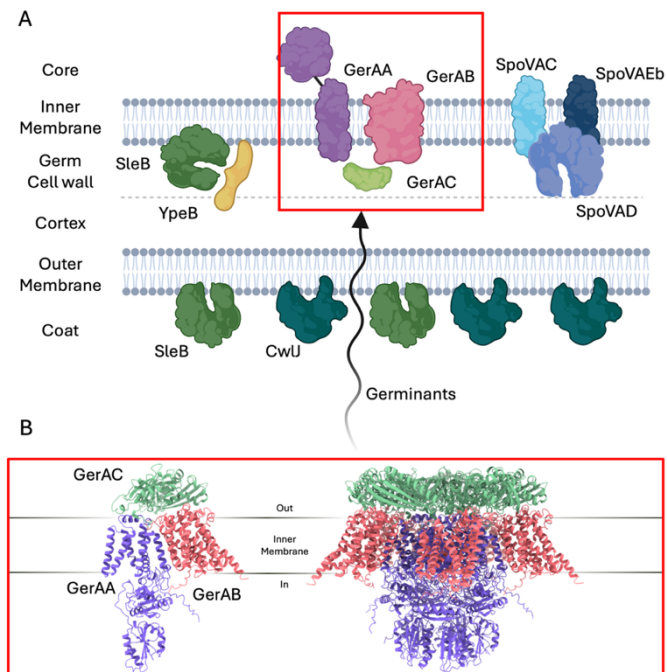 A
Core
Inner
Membrane
Germ
Cell wall
Cortex
Outer
Membrane
Coat
GerAA
GerAB
GerAC
SpoVAC
SpoVAEb
SpoVAD
SleB
YpeB
SleB
CwlJ
Germinants
B
GerAC
GerAA
GerAB
Out
Inner
Membrane
In